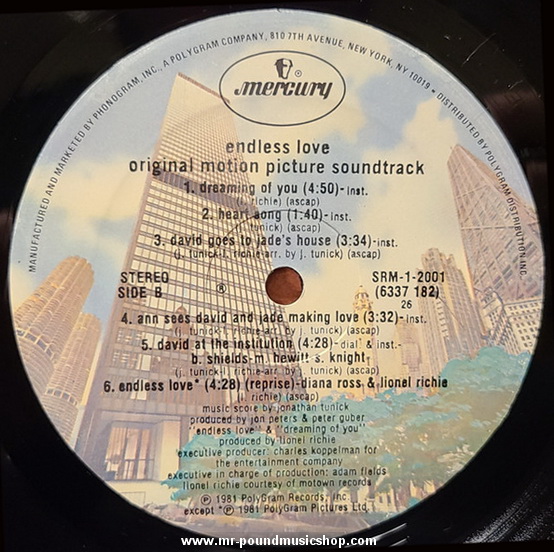 MANUFACTURED AND MARKETED BY PHONOGRAM, INC., A POLYGRAM COMPANY, 810 7TH AVENUE, NEW YORK, NY 10019 • DISTRIBUTED BY POLYGRAM DISTRIBUTION INC.
mercury ®
endless love
original motion picture soundtrack
1. dreaming of you (4:50)-inst.
(l. richie) (ascap)
2. heart song (1:40)-inst.
(j. tunick) (ascap)
3. david goes to jade's house (3:34)-inst.
(j. tunick-l. richie-arr. by j. tunick) (ascap)
STEREO
SIDE B
℗
SRM-1-2001
(6337 182)
26
4. ann sees david and jade making love (3:32)-inst.
(j. tunick-l. richie-arr. by j. tunick) (ascap)
5. david at the institution (4:28)-dial. & inst.-
b. shields-m. hewitt s. knight
(j. tunick-l. richie-arr. by j. tunick) (ascap)
6. endless love* (4:28) (reprise)-diana ross & lionel richie
richie) (ascap)
music score by jonathan tunick
produced by jon peters & peter guber
"endless love" & "dreaming of you"
produced by lionel richie
executive producer: charles koppelman for
the entertainment company
executive in charge of production: adam fields
lionel richie courtesy of motown records
℗ 1981 PolyGram Records, Inc.
except *℗ 1981 PolyGram Pictures Ltd.
www.mr-poundmusicshop.com